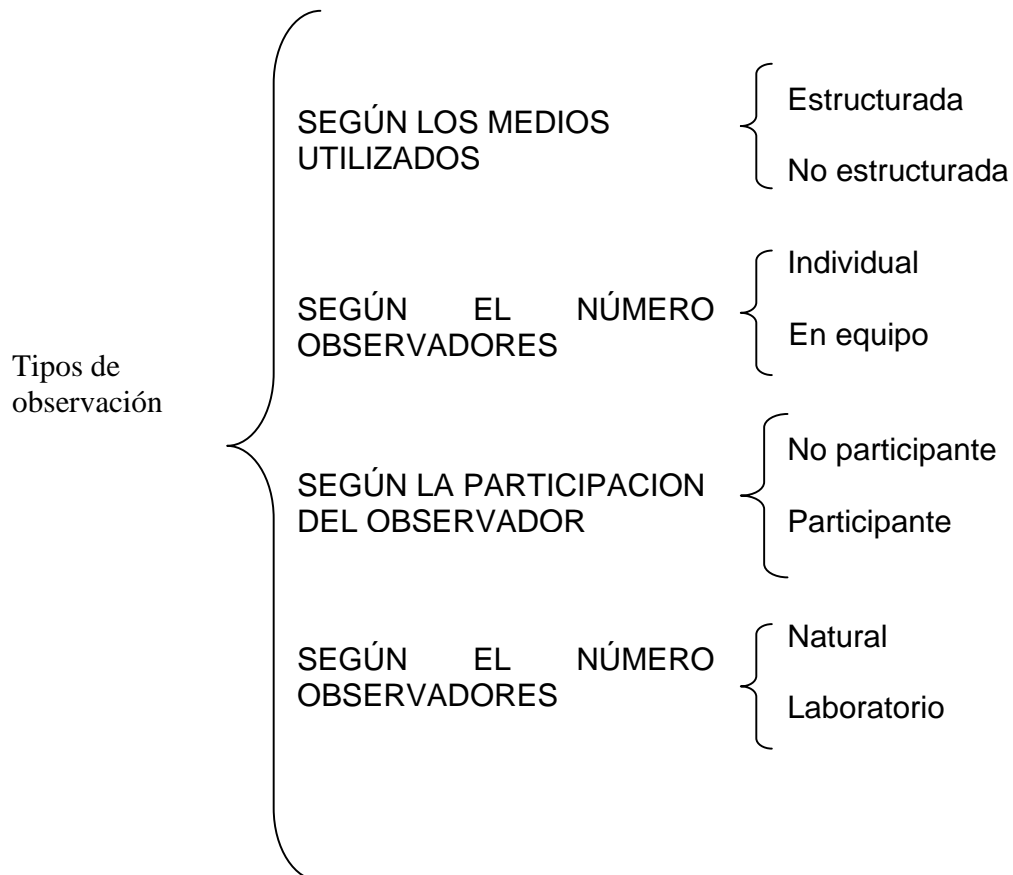 Tipos de
observación
SEGÚN LOS MEDIOS
UTILIZADOS
Estructurada
No estructurada
SEGÚN EL NÚMERO
OBSERVADORES
Individual
En equipo
SEGÚN LA PARTICIPACION
DEL OBSERVADOR
No participante
Participante
SEGÚN EL NÚMERO
OBSERVADORES
Natural
Laboratorio